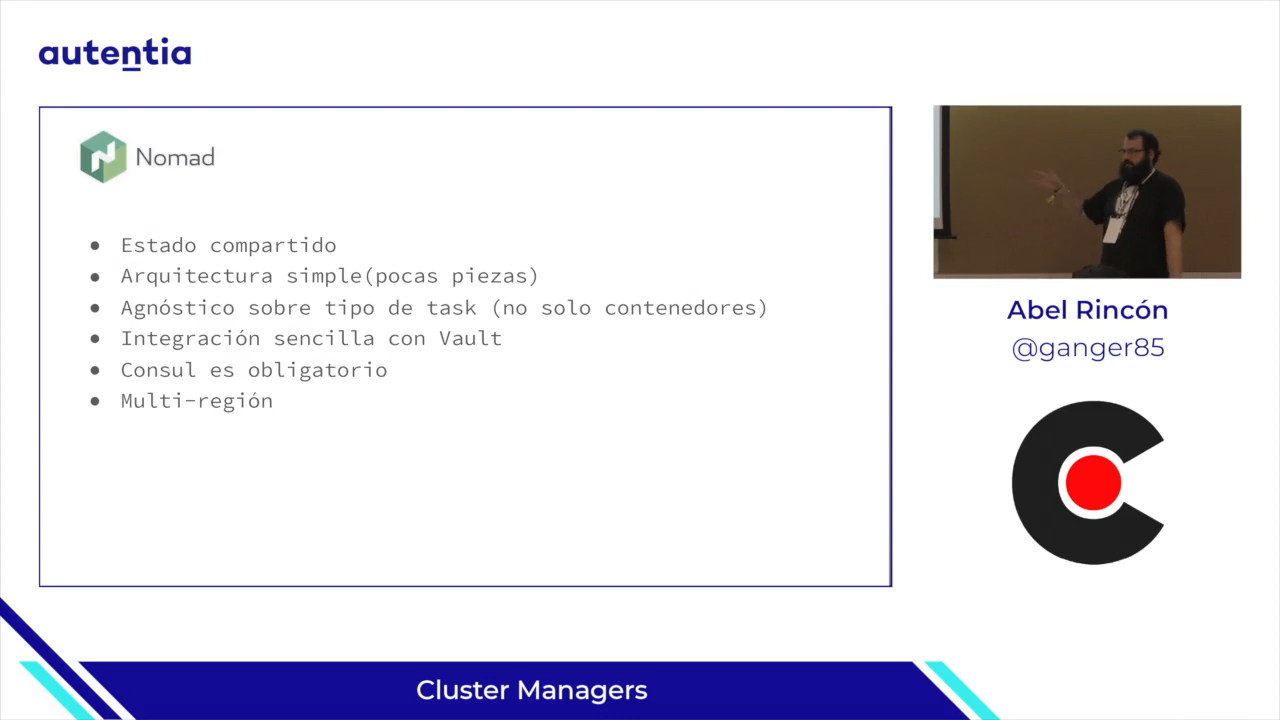 autentia
Nomad
● Estado compartido
● Arquitectura simple(pocas piezas)
● Agnóstico sobre tipo de task (no solo contenedores)
● Integración sencilla con Vault
● Consul es obligatorio
● Multi-región
Abel Rincón
@ganger85
Cluster Managers